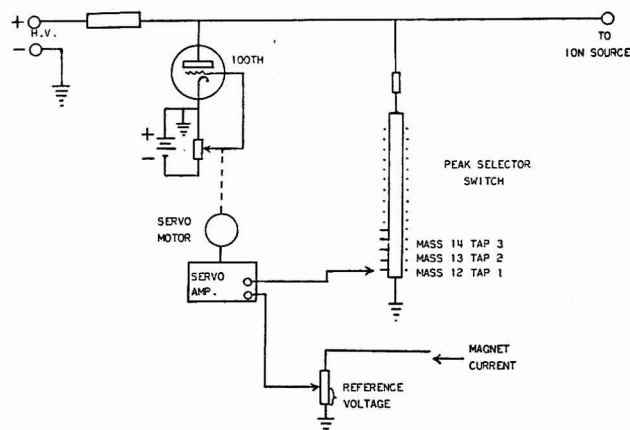 + H.V.
-
100TH
TO
ION SOURCE
+
-
PEAK SELECTOR
SWITCH
SERVO
MOTOR
MASS 14 TAP 3
MASS 13 TAP 2
MASS 12 TAP 1
SERVO
AMP.
MAGNET
CURRENT
REFERENCE
VOLTAGE